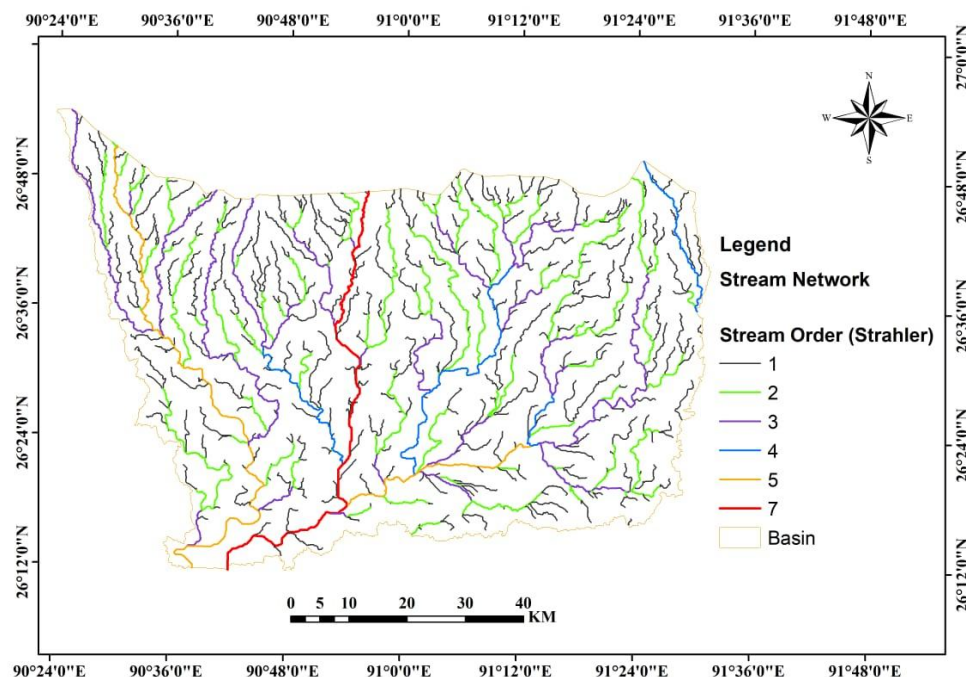 90°24'0"E 90°36'0"E 90°48'0"E 91°0'0"E 91°12'0"E 91°24'0"E 91°36'0"E 91°48'0"E
27°0'0"N
N
W E
S
26°48'0"N
26°48'0"N
Legend
Stream Network
26°36'0"N
26°36'0"N
Stream Order (Strahler)
1
2
3
4
5
7
Basin
26°24'0"N
26°24'0"N
26°12'0"N
26°12'0"N
0 5 10 20 30 40
KM
90°24'0"E 90°36'0"E 90°48'0"E 91°0'0"E 91°12'0"E 91°24'0"E 91°36'0"E 91°48'0"E